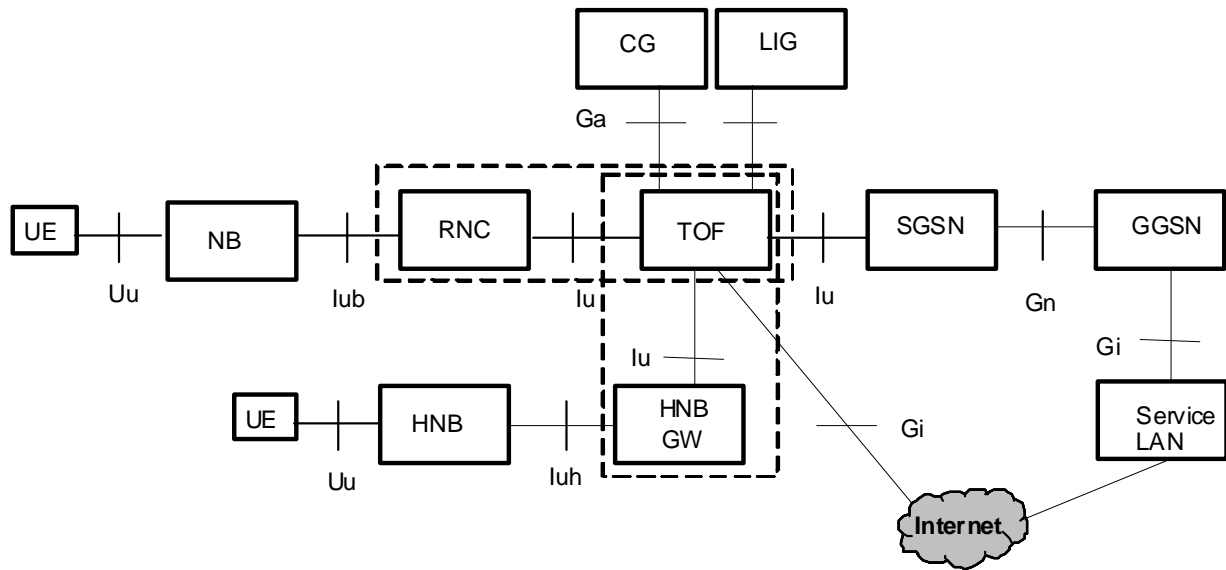 CG
LIG
Ga
RNC
TOF
SGSN
GGSN
UE
NB
Uu
Iub
Iu
Iu
Gn
Gi
Iu
UE
HNB
HNB
GW
Gi
Service
LAN
Uu
Iuh
Internet